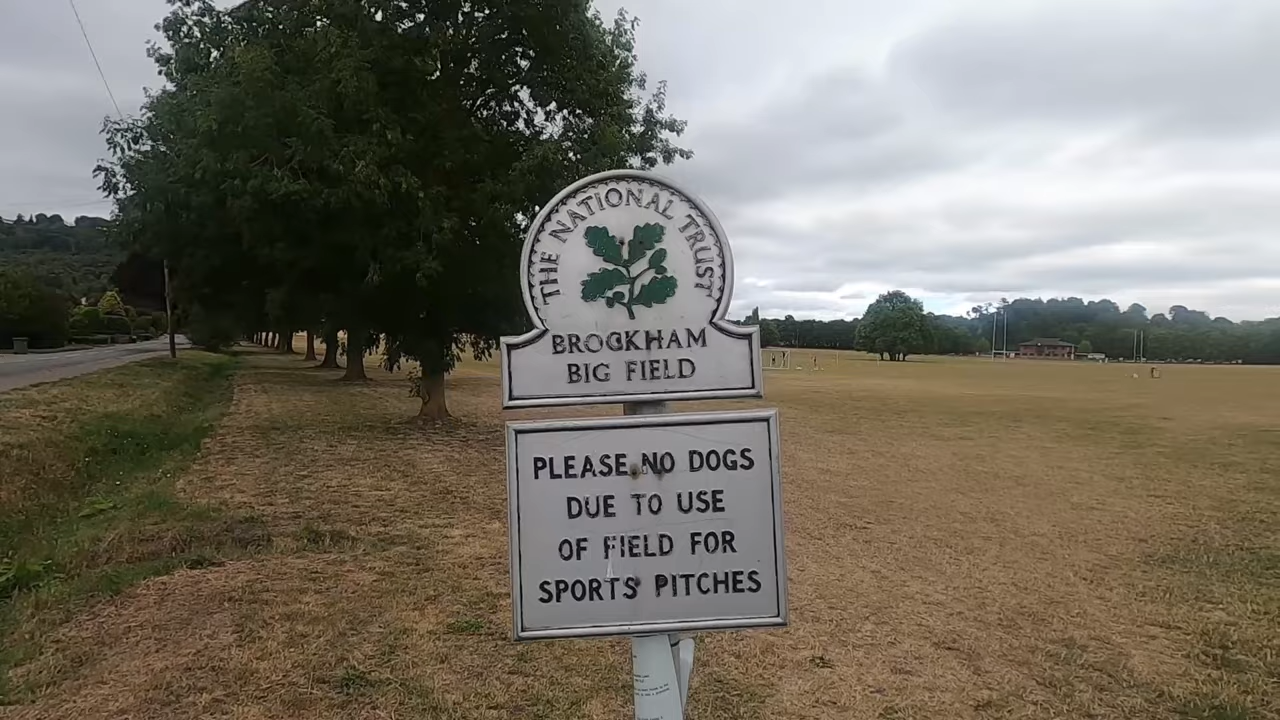 THE NATIONAL TRUST
BROCKHAM
BIG FIELD
PLEASE NO DOGS
DUE TO USE
OF FIELD FOR
SPORTS PITCHES